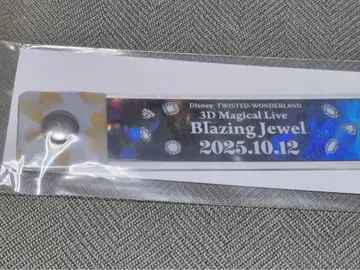 Disney TWISTED-WONDERLAND
3D Magical Live
Blazing Jewel
2025.10.12